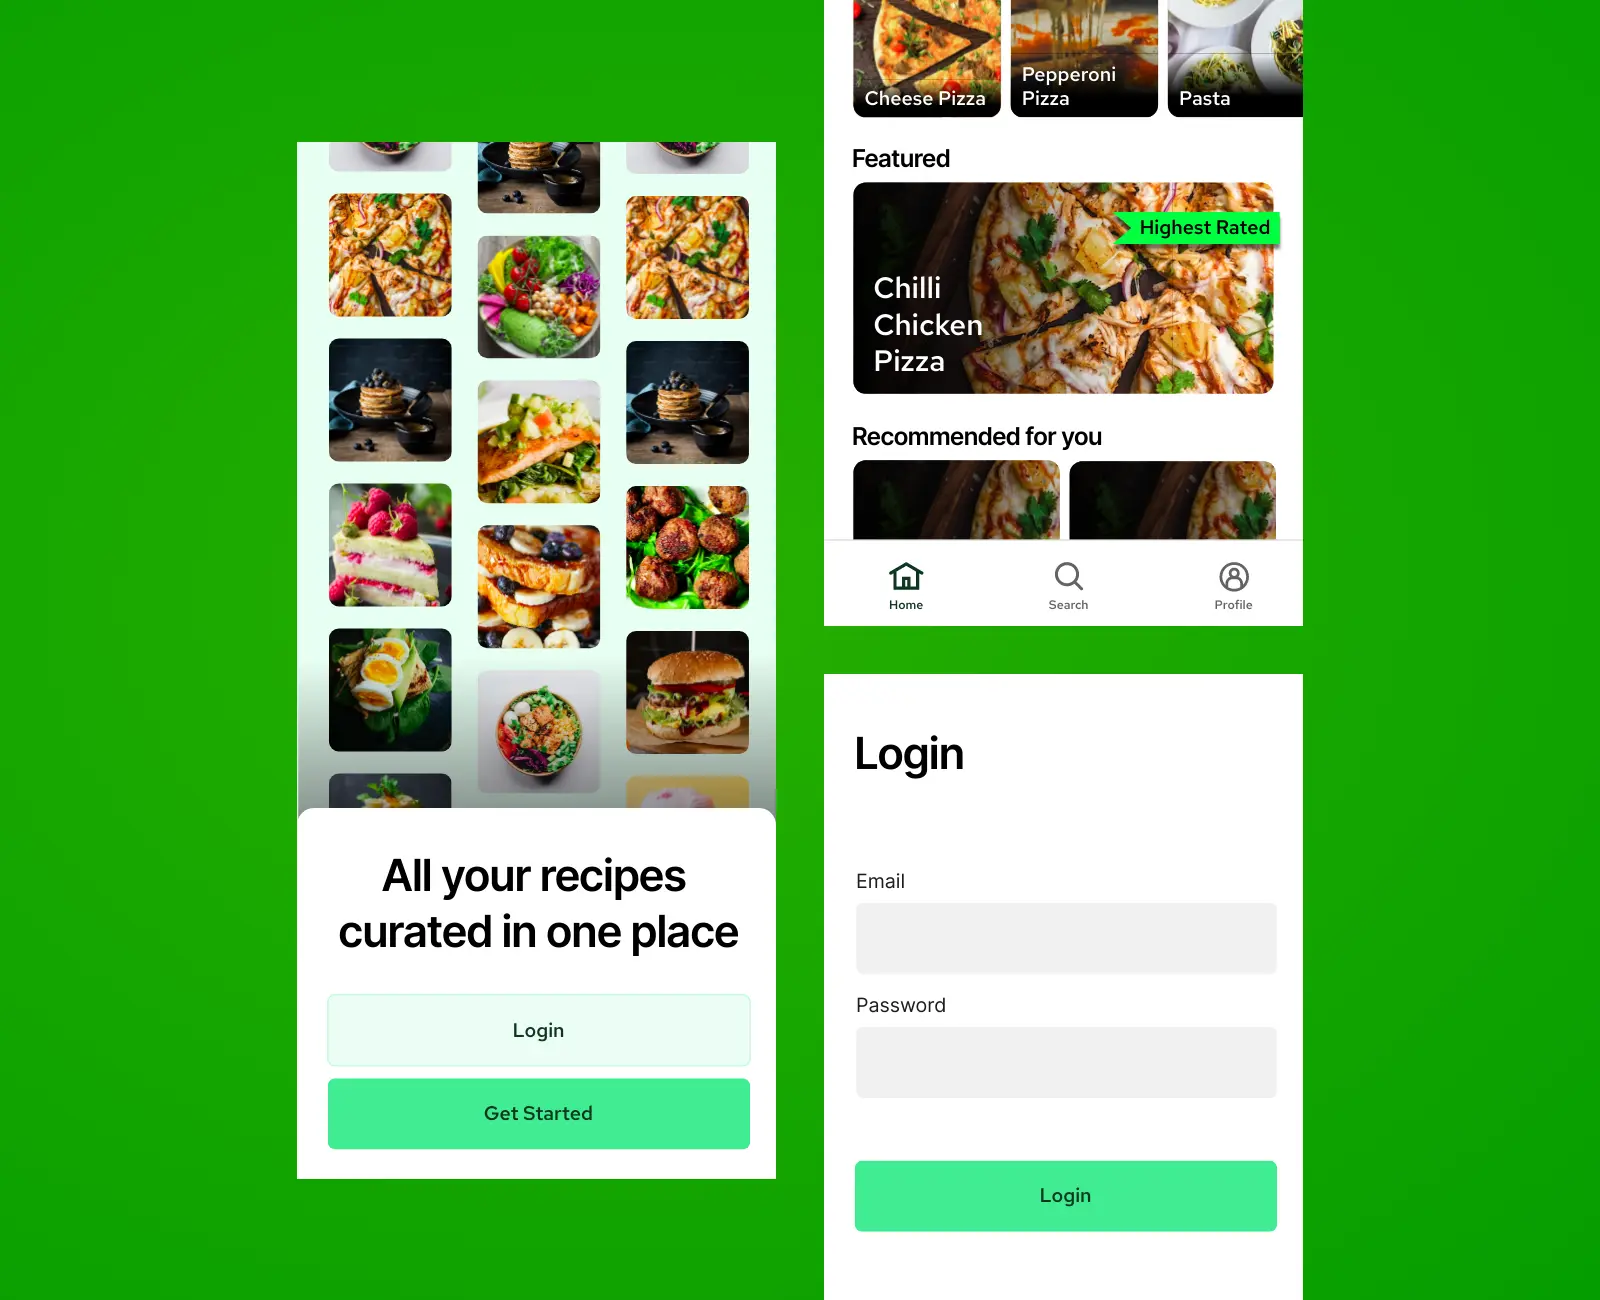 All your recipes
curated in one place
Login
Get Started
Cheese Pizza
Pepperoni
Pizza
Pasta
Featured
Highest Rated
Chilli
Chicken
Pizza
Recommended for you
Home
Search
Profile
Login
Email
Password
Login